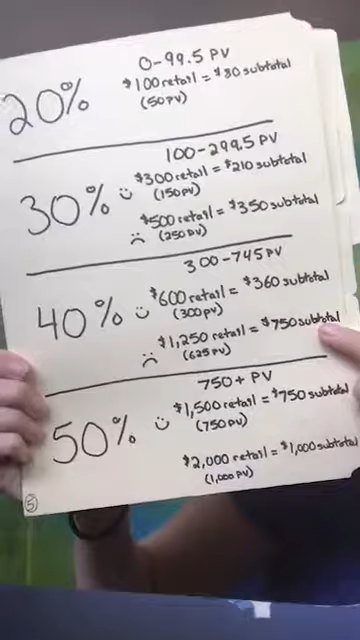 20%
0-99.5 PV
$100 retail = $80 subtotal
(50 PV)
30%
100-299.5 PV
$300 retail = $210 subtotal
(150 PV)
$500 retail = $350 subtotal
(250 PV)
40%
300-745 PV
$600 retail = $360 subtotal
(300 PV)
$1,250 retail = $750 subtotal
(625 PV)
50%
750+ PV
$1,500 retail = $750 subtotal
(750 PV)
$2,000 retail = $1,000 subtotal
(1,000 PV)
5